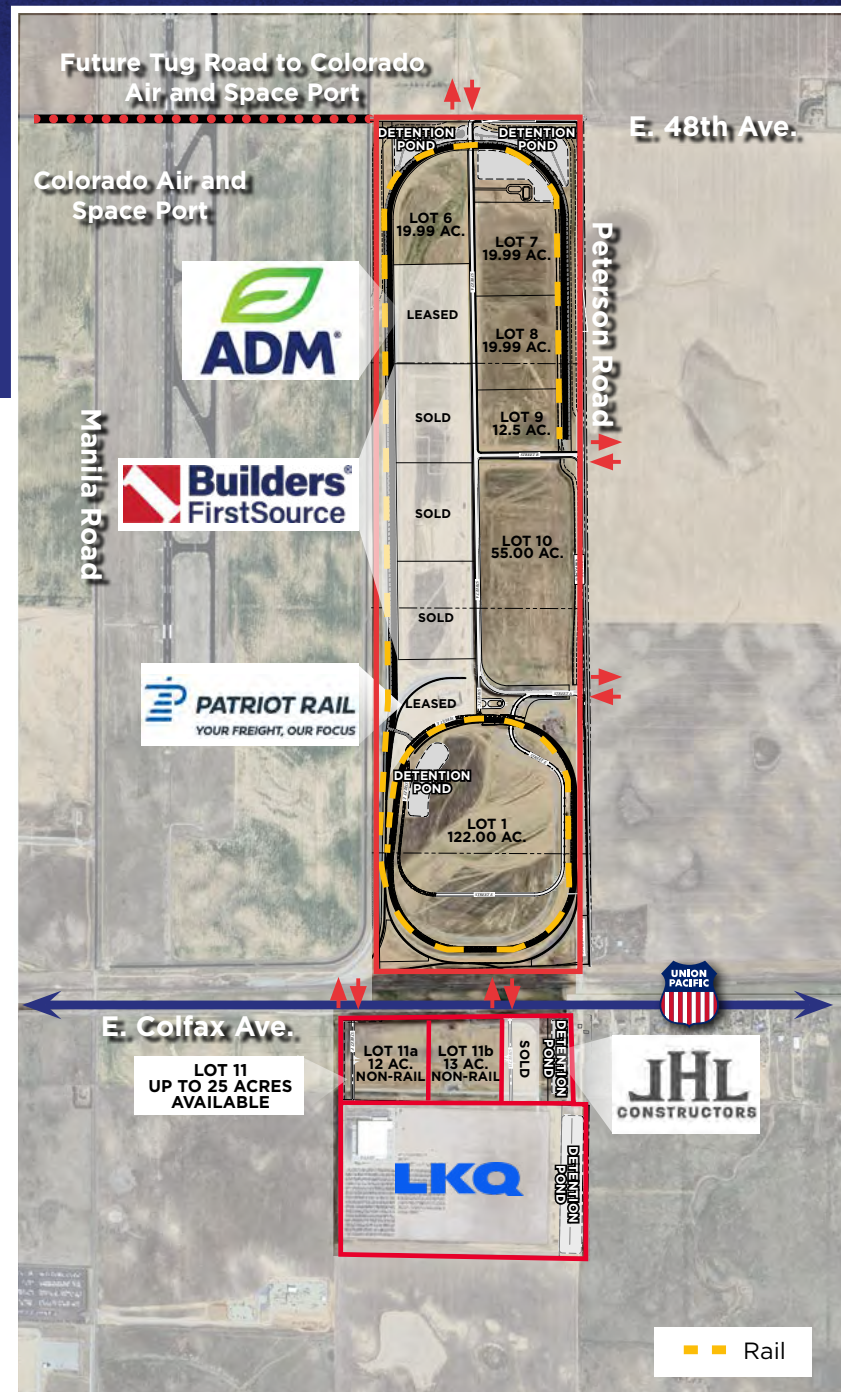 Future Tug Road to Colorado
Air and Space Port
E. 48th Ave.
DETENTION
POND
DETENTION
POND
Colorado Air and
Space Port
LOT 6
19.99 AC.
LOT 7
19.99 AC.
Peterson Road
ADM®
LEASED
LOT 8
19.99 AC.
Manila Road
SOLD
LOT 9
12.5 AC.
Builders®
FirstSource
SOLD
LOT 10
55.00 AC.
SOLD
PATRIOT RAIL
YOUR FREIGHT, OUR FOCUS
LEASED
DETENTION
POND
LOT 1
122.00 AC.
UNION
PACIFIC
E. Colfax Ave.
LOT 11
UP TO 25 ACRES
AVAILABLE
LOT 11a
12 AC.
NON-RAIL
LOT 11b
13 AC.
NON-RAIL
SOLD
DETENTION
POND
JHL
CONSTRUCTORS
LKQ
DETENTION
POND
Rail